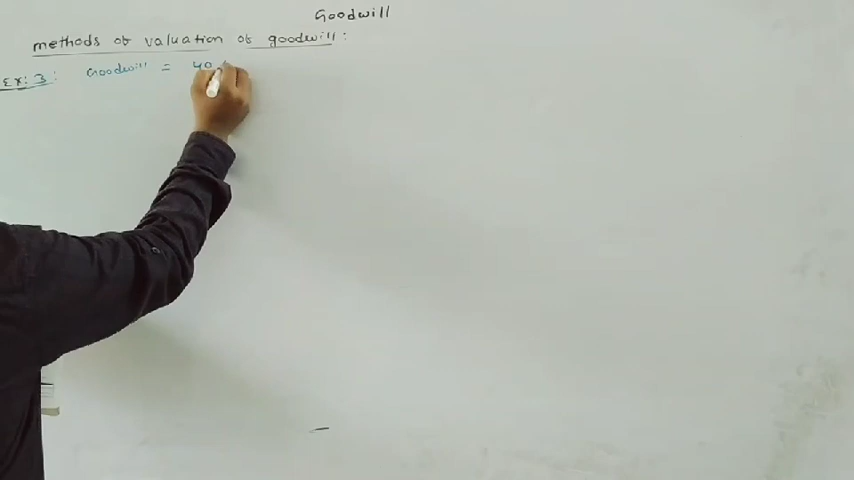 Goodwill
methods of valuation of goodwill:
Ex: 3: Goodwill = 40